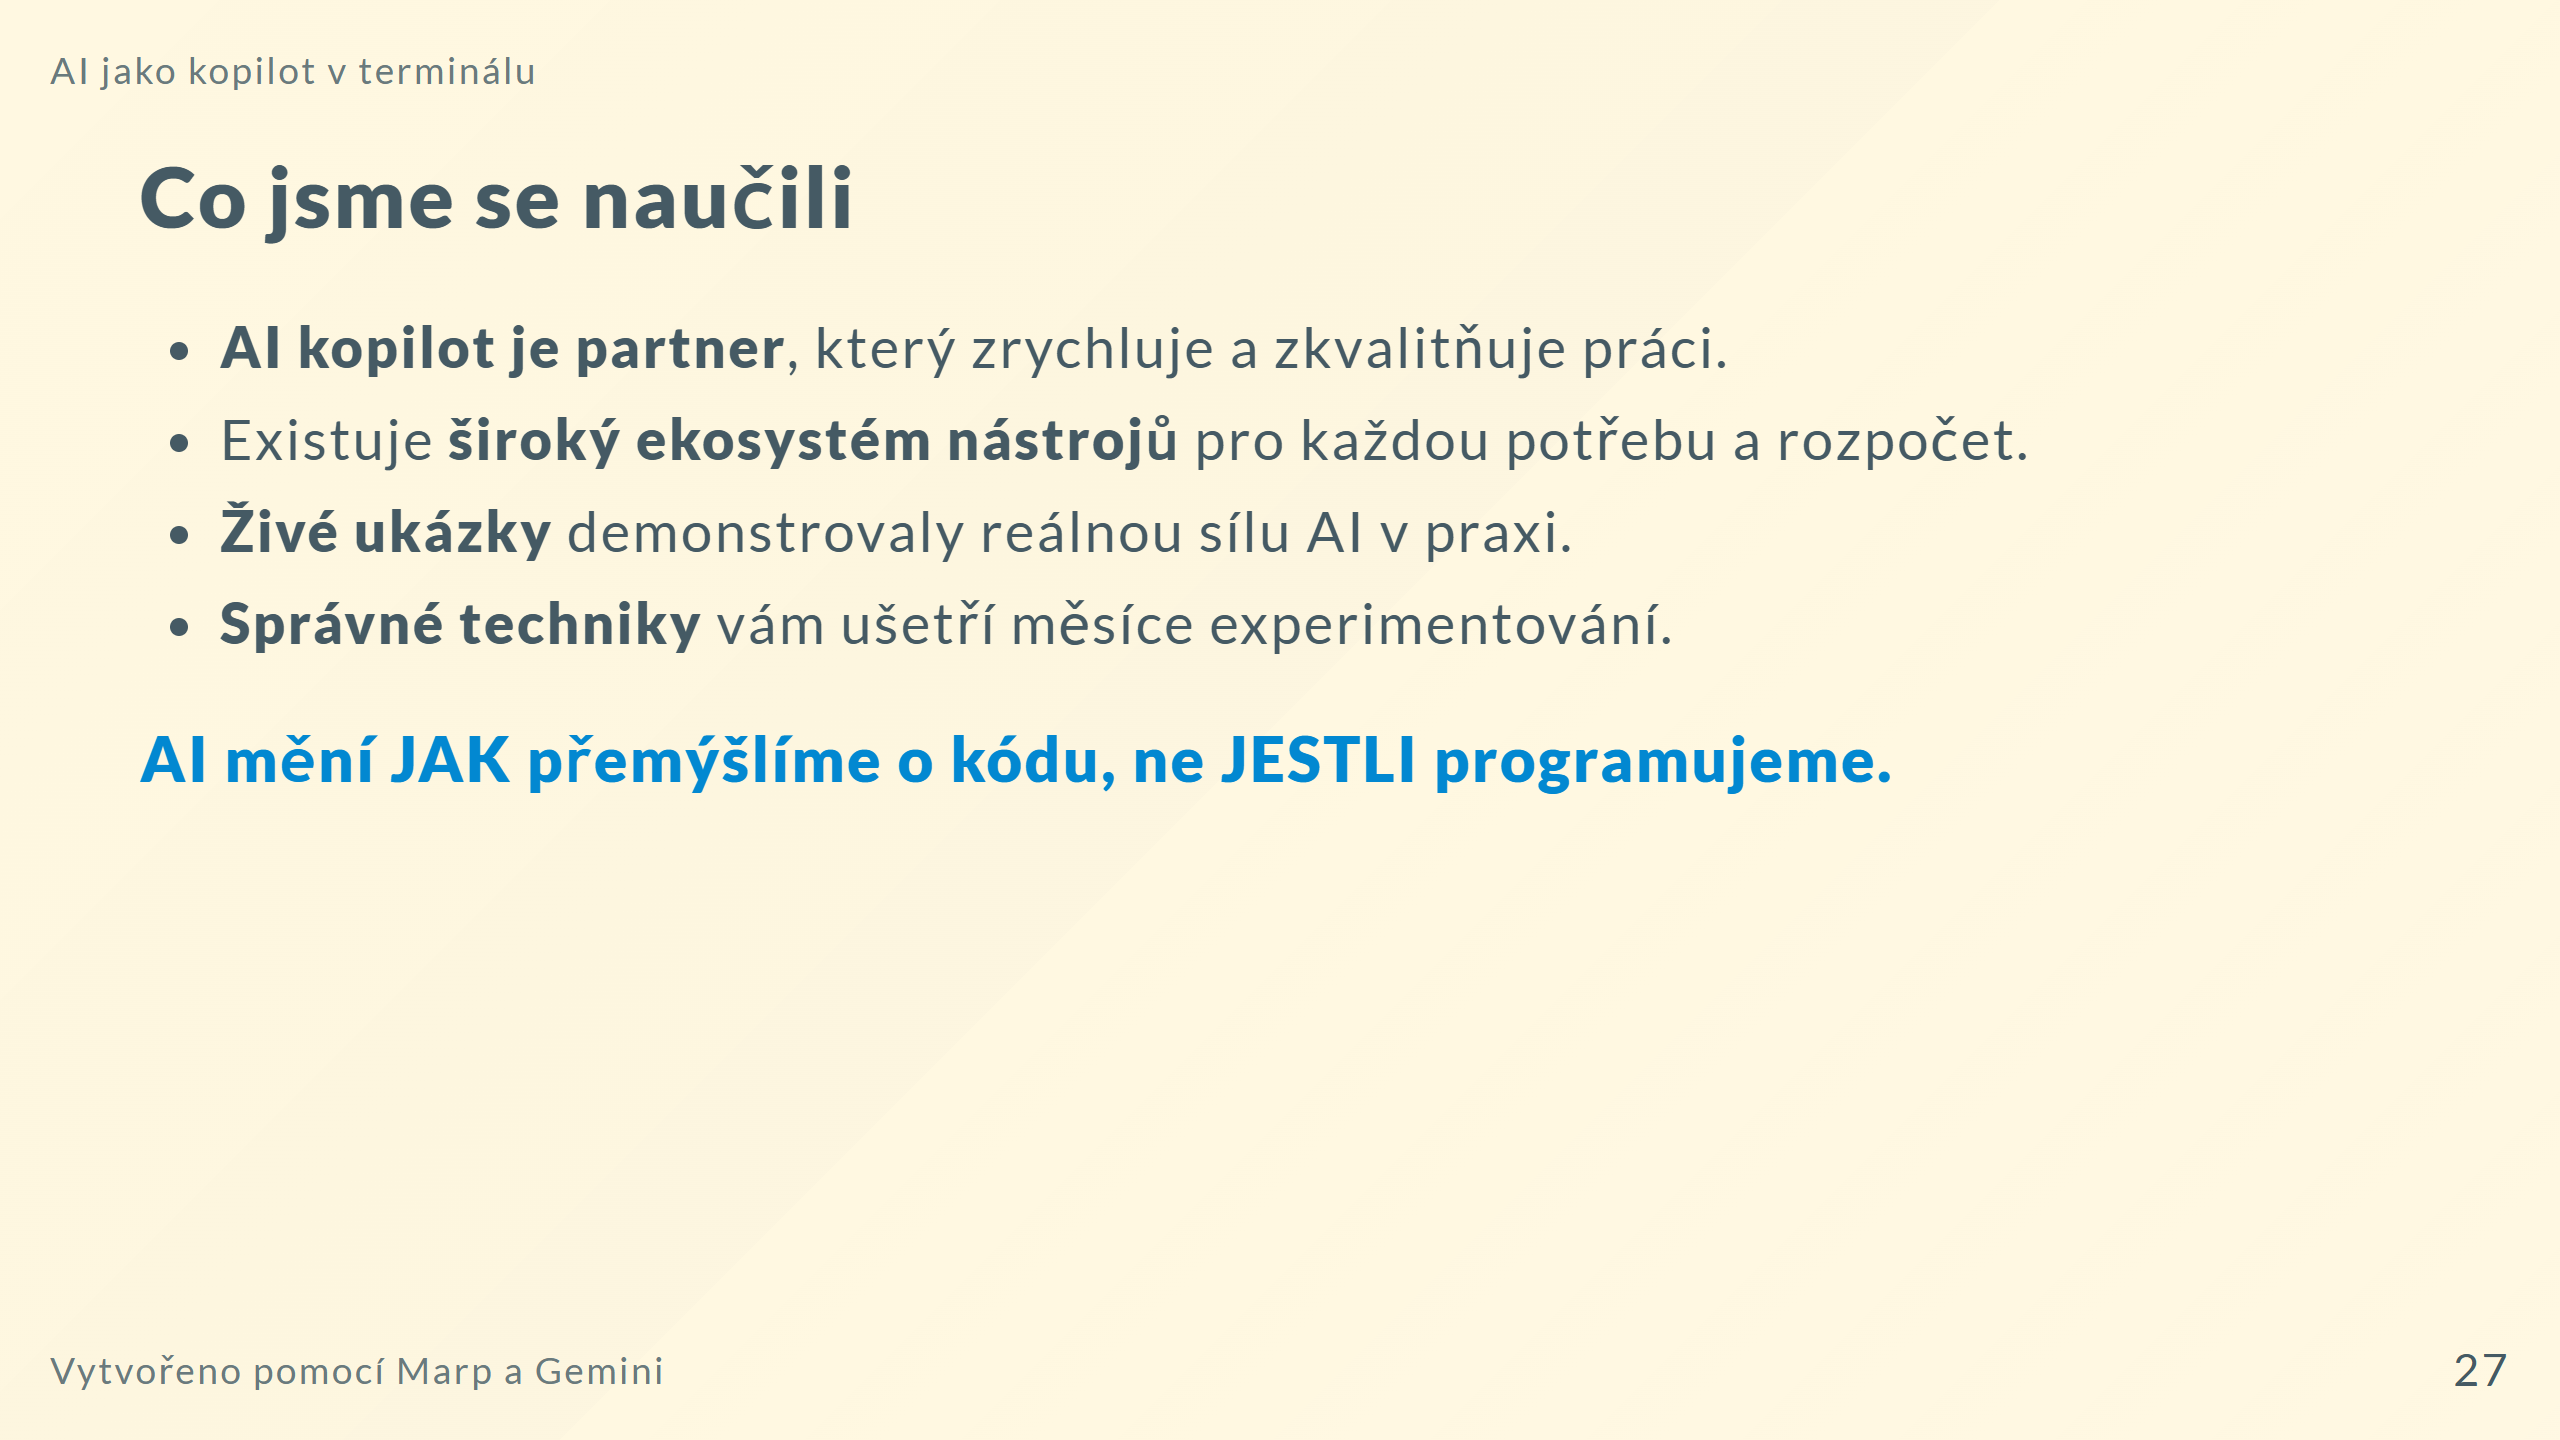 AI jako kopilot v terminálu
Co jsme se naučili
• AI kopilot je partner, který zrychluje a zkvalitňuje práci.
• Existuje široký ekosystém nástrojů pro každou potřebu a rozpočet.
• Živé ukázky demonstrovaly reálnou sílu AI v praxi.
• Správné techniky vám ušetří měsíce experimentování.
AI mění JAK přemýšlíme o kódu, ne JESTLI programujeme.
Vytvořeno pomocí Marp a Gemini
27